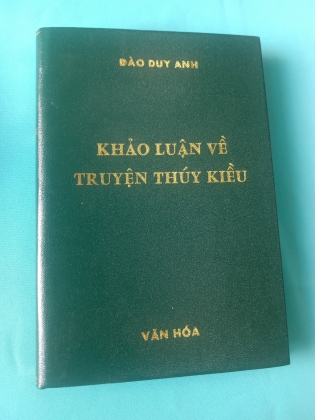 ĐÀO DUY ANH
KHẢO LUẬN VỀ
TRUYỆN THÚY KIỀU
VĂN HÓA